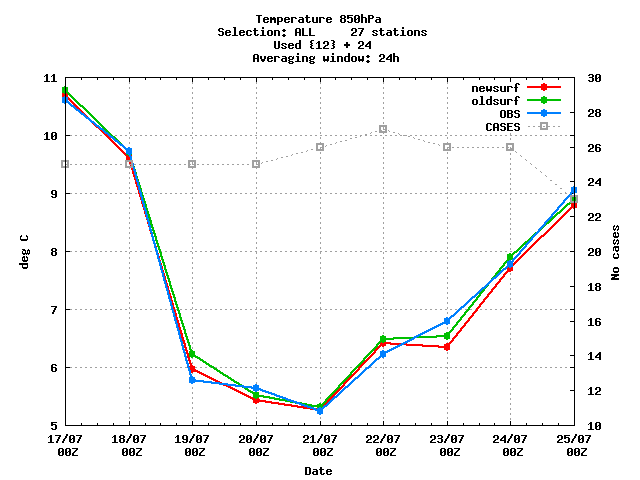 Temperature 850hPa
Selection: ALL     27 stations
Used {12} + 24
Averaging window: 24h
11 30
newsurf
oldsurf
OBS
CASES
28
10
26
9
24
22
8
20
7
18
16
6
14
12
5 10
deg C
No cases
17/07 18/07 19/07 20/07 21/07 22/07 23/07 24/07 25/07
00Z 00Z 00Z 00Z 00Z 00Z 00Z 00Z 00Z
Date